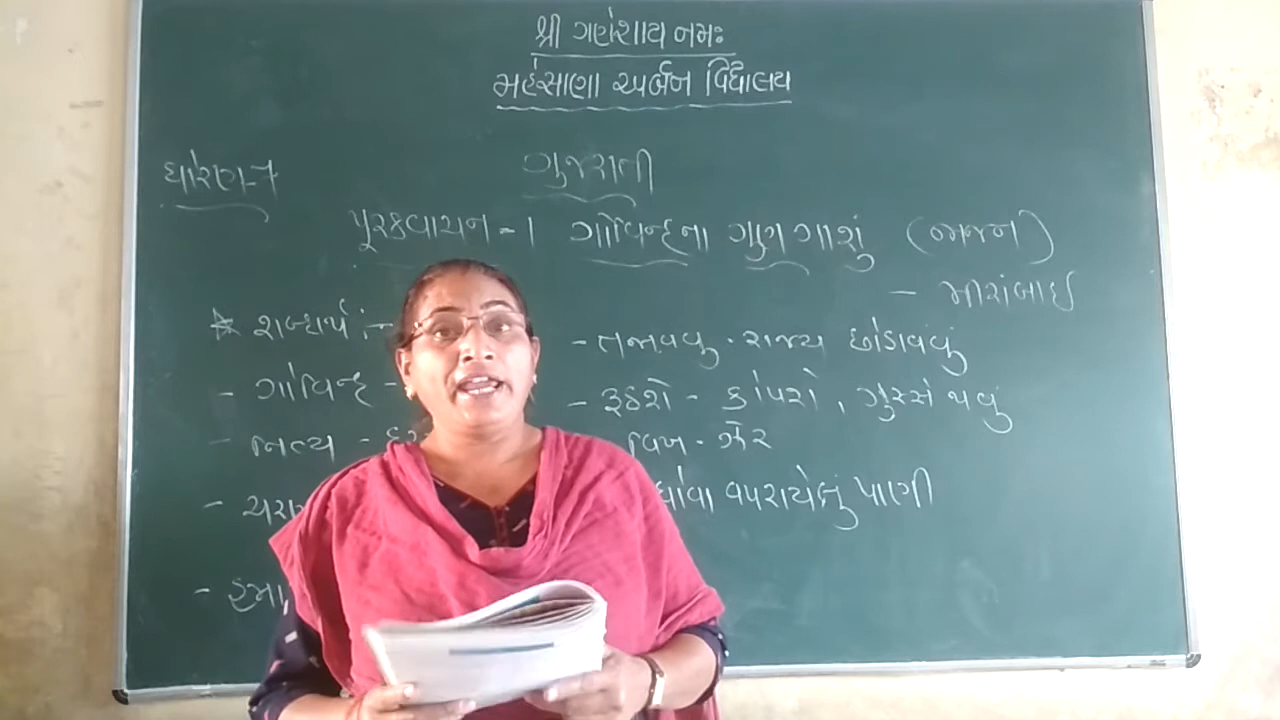 શ્રી ગણેશાય નમઃ
મહેસાણા અર્બન વિદ્યાલય
ધોરણ-7
ગુજરાતી
પૂરકવાચન - 1 ગોવિન્દના ગુણ ગાશું (ભજન)
- મીરાંબાઈ
* શબ્દાર્થ :-
- ગોવિન્દ -
- નિત્ય -
-
-
- તજાવવું - રાજ્ય છોડાવવું
- રૂઠશે - કોપશે, ગુસ્સે થવું
વિખ - ઝેર
ધોવા વપરાયેલું પાણી